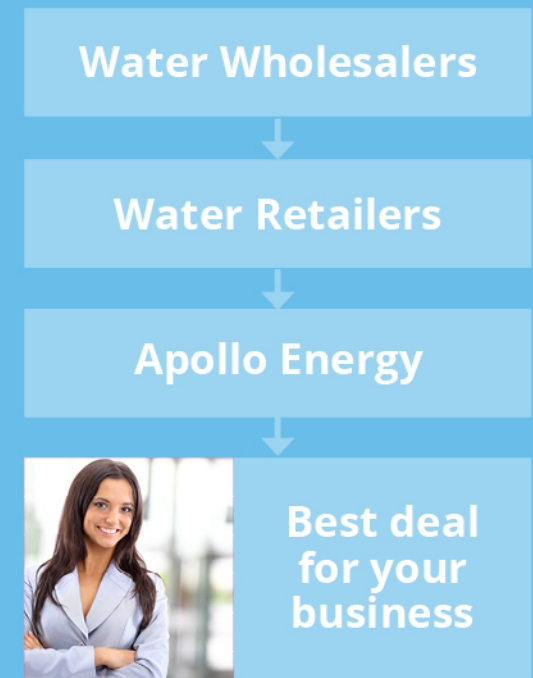 Water Wholesalers
Water Retailers
Apollo Energy
Best deal
for your
business